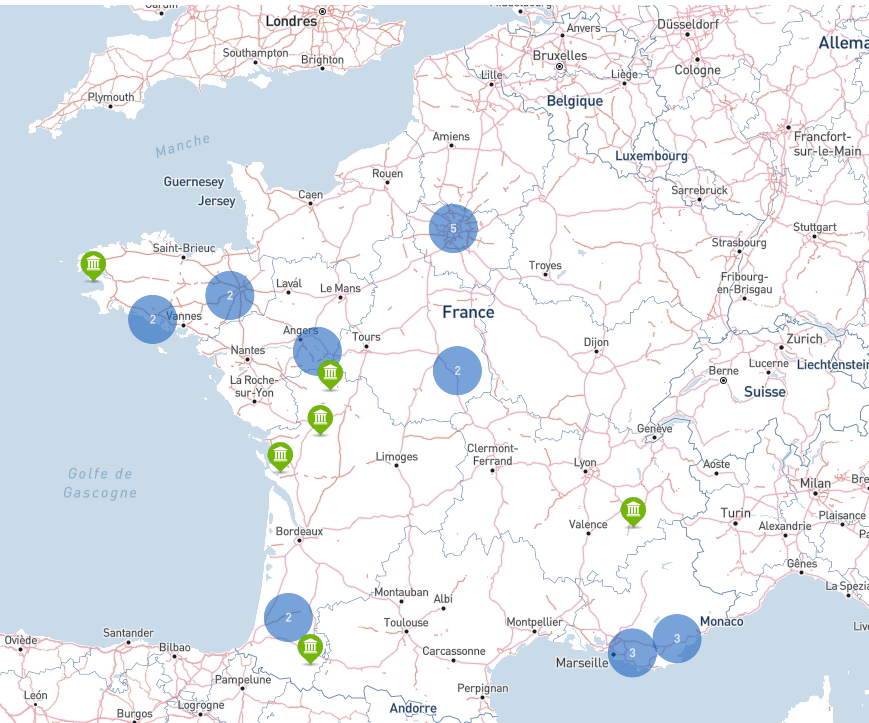 Londres
Southampton
Brighton
Plymouth
Anvers
Bruxelles
Düsseldorf
Cologne
Allema
Lille
Liège
Belgique
Manche
Amiens
Francfort-
sur-le-Main
Luxembourg
Guernesey
Jersey
Rouen
Caen
Sarrebruck
5
Saint-Brieuc
Stuttgart
Strasbourg
Troyes
Fribourg-
en-Brisgau
Laval
Le Mans
2
2
Vannes
France
Angers
Tours
Nantes
Dijon
Zurich
Liechtenstein
Berne
Lucerne
Suisse
2
La Roche-
sur-Yon
Genève
Limoges
Clermont-
Ferrand
Lyon
Aoste
Golfe de
Gascogne
Milan
Bre
Turin
Plaisance
Alexandrie
Pa
Valence
Bordeaux
Gênes
La Spezia
Montauban
Albi
2
Toulouse
Montpellier
Monaco
Livo
3
3
Marseille
Oviède
Santander
Bilbao
Carcassonne
Pampelune
Perpignan
León
Logrogne
Burgos
Andorre